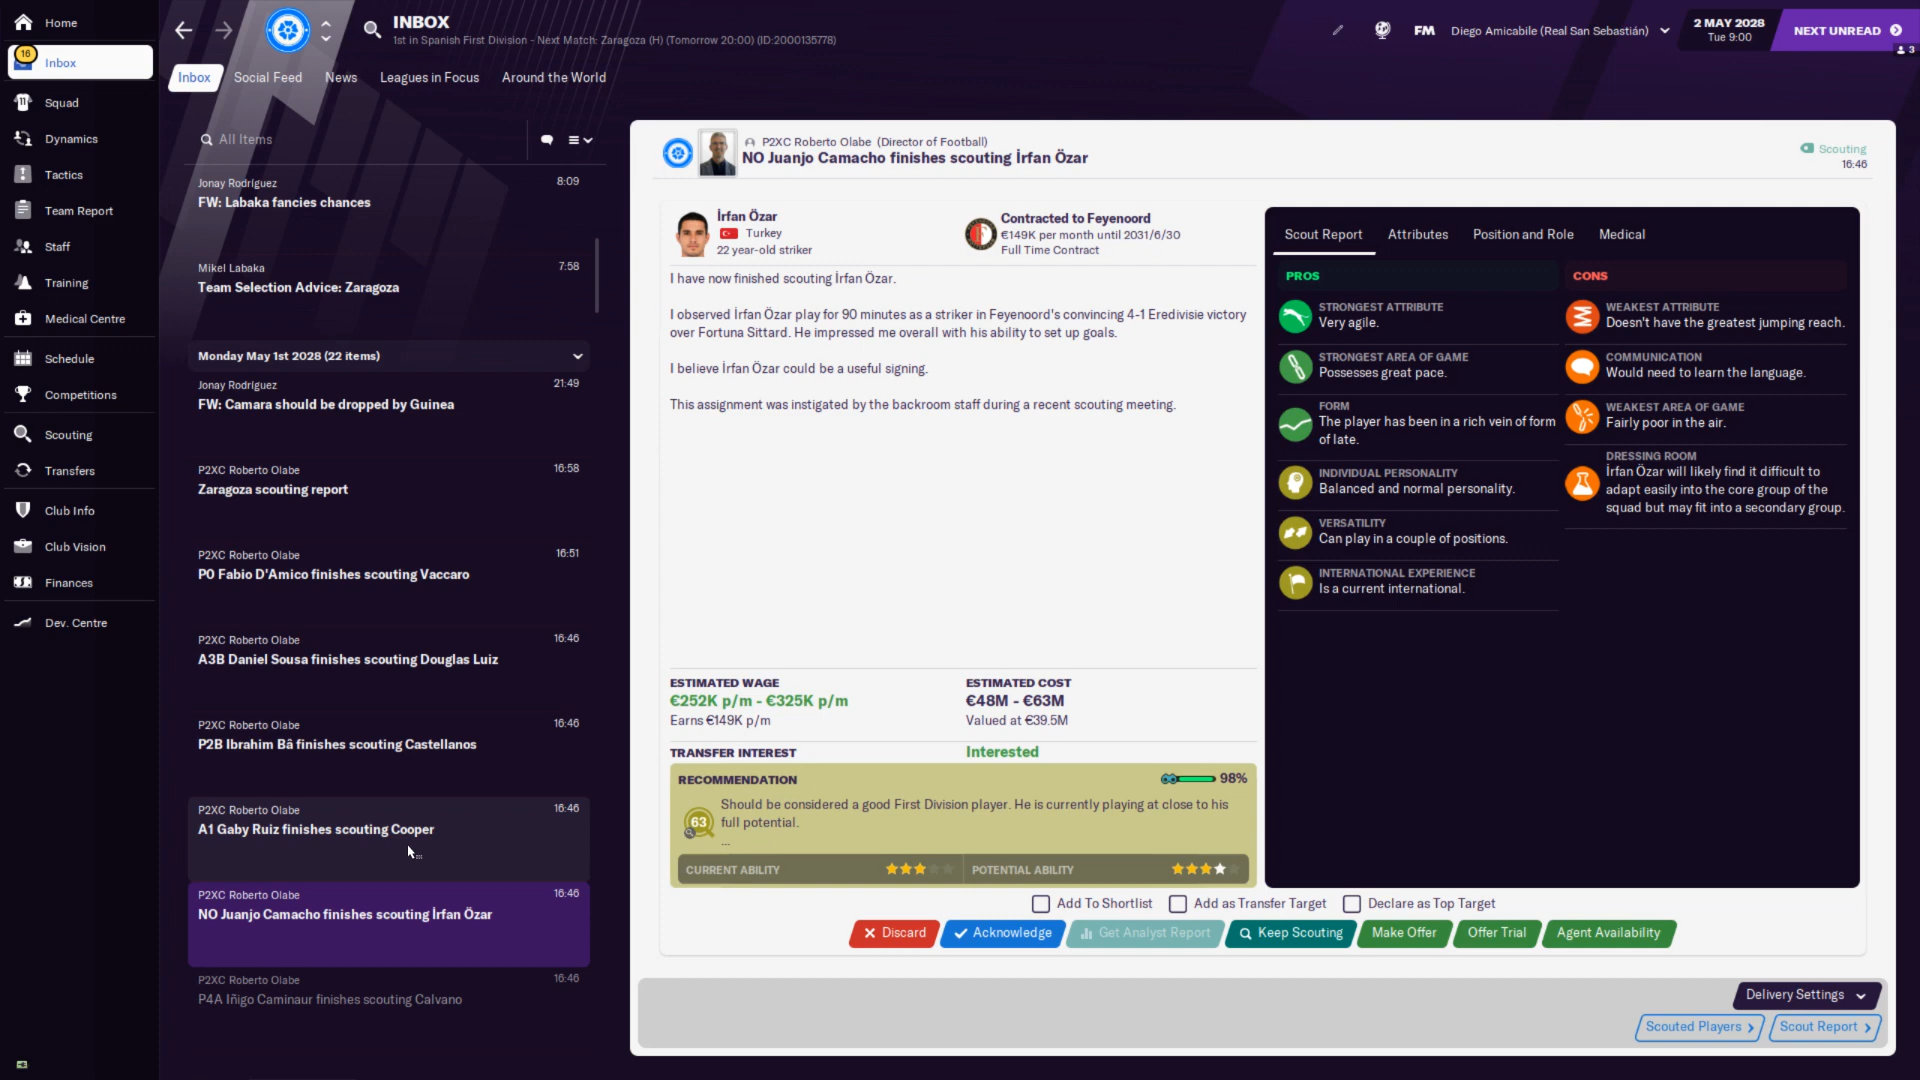 Home
16
Inbox
Squad
Dynamics
Tactics
Team Report
Staff
Training
Medical Centre
Schedule
Competitions
Scouting
Transfers
Club Info
Club Vision
Finances
Dev. Centre
INBOX
1st in Spanish First Division - Next Match: Zaragoza (H) (Tomorrow 20:00) (ID:2000135778)
FM
Diego Amicabile (Real San Sebastián)
2 MAY 2028
Tue 9:00
NEXT UNREAD
3
Inbox
Social Feed
News
Leagues in Focus
Around the World
All Items
Jonay Rodríguez
8:09
FW: Labaka fancies chances
Mikel Labaka
7:58
Team Selection Advice: Zaragoza
Monday May 1st 2028 (22 items)
Jonay Rodríguez
21:49
FW: Camara should be dropped by Guinea
P2XC Roberto Olabe
16:58
Zaragoza scouting report
P2XC Roberto Olabe
16:51
P0 Fabio D'Amico finishes scouting Vaccaro
P2XC Roberto Olabe
16:46
A3B Daniel Sousa finishes scouting Douglas Luiz
P2XC Roberto Olabe
16:46
P2B Ibrahim Bâ finishes scouting Castellanos
P2XC Roberto Olabe
16:46
A1 Gaby Ruiz finishes scouting Cooper
P2XC Roberto Olabe
16:46
NO Juanjo Camacho finishes scouting İrfan Özar
P2XC Roberto Olabe
16:46
P4A Iñigo Caminaur finishes scouting Calvano
P2XC Roberto Olabe (Director of Football)
NO Juanjo Camacho finishes scouting İrfan Özar
Scouting
16:46
İrfan Özar
Turkey
22 year-old striker
Contracted to Feyenoord
€149K per month until 2031/6/30
Full Time Contract
I have now finished scouting İrfan Özar.
I observed İrfan Özar play for 90 minutes as a striker in Feyenoord's convincing 4-1 Eredivisie victory
over Fortuna Sittard. He impressed me overall with his ability to set up goals.
I believe İrfan Özar could be a useful signing.
This assignment was instigated by the backroom staff during a recent scouting meeting.
ESTIMATED WAGE
€252K p/m - €325K p/m
Earns €149K p/m
ESTIMATED COST
€48M - €63M
Valued at €39.5M
TRANSFER INTEREST
Interested
RECOMMENDATION
98%
63
Should be considered a good First Division player. He is currently playing at close to his
full potential.
...
CURRENT ABILITY
POTENTIAL ABILITY
Scout Report
Attributes
Position and Role
Medical
PROS
STRONGEST ATTRIBUTE
Very agile.
STRONGEST AREA OF GAME
Possesses great pace.
FORM
The player has been in a rich vein of form
of late.
INDIVIDUAL PERSONALITY
Balanced and normal personality.
VERSATILITY
Can play in a couple of positions.
INTERNATIONAL EXPERIENCE
Is a current international.
CONS
WEAKEST ATTRIBUTE
Doesn't have the greatest jumping reach.
COMMUNICATION
Would need to learn the language.
WEAKEST AREA OF GAME
Fairly poor in the air.
DRESSING ROOM
İrfan Özar will likely find it difficult to
adapt easily into the core group of the
squad but may fit into a secondary group.
Add To Shortlist
Add as Transfer Target
Declare as Top Target
Discard
Acknowledge
Get Analyst Report
Keep Scouting
Make Offer
Offer Trial
Agent Availability
Delivery Settings
Scouted Players
Scout Report